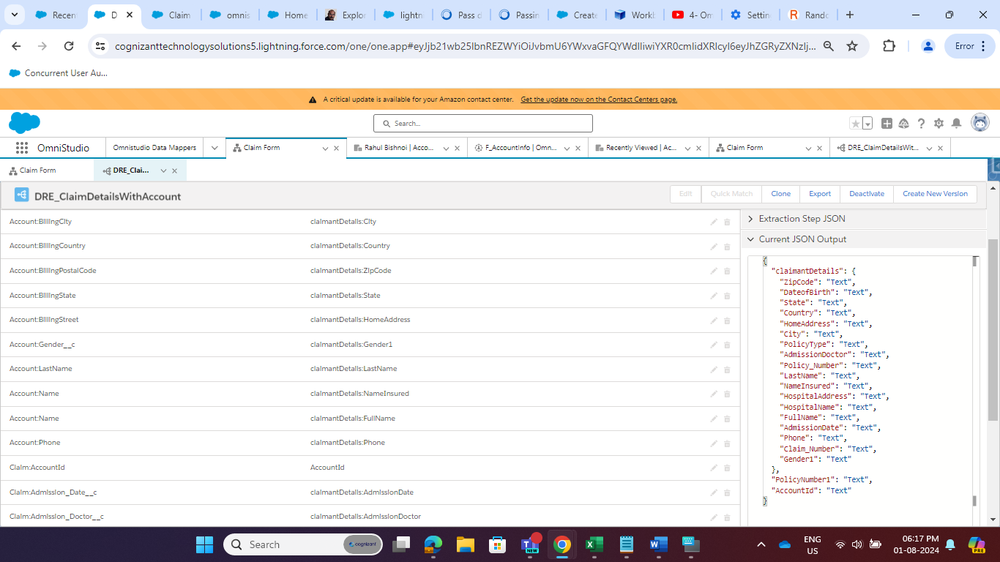 Recen
D
Claim
omnis
Home
Explor
lightn
Pass d
Passin
Create
Workl
4- Om
Settin
Rando
cognizanttechnologysolutions5.lightning.force.com/one/one.app#
Error
Concurrent User Au...
A critical update is available for your Amazon contact center. Get the update now on the Contact Centers page.
Search...
OmniStudio
Omnistudio Data Mappers
Claim Form
Rahul Bishnoi | Acco...
F_AccountInfo | Omn...
Recently Viewed | Ac...
Claim Form
DRE_ClaimDetailsWit...
Claim Form
DRE_Clai...
DRE_ClaimDetailsWithAccount
Edit
Quick Match
Clone
Export
Deactivate
Create New Version
Account:BillingCity claimantDetails:City
Account:BillingCountry claimantDetails:Country
Account:BillingPostalCode claimantDetails:ZipCode
Account:BillingState claimantDetails:State
Account:BillingStreet claimantDetails:HomeAddress
Account:Gender__c claimantDetails:Gender1
Account:LastName claimantDetails:LastName
Account:Name claimantDetails:NameInsured
Account:Name claimantDetails:FullName
Account:Phone claimantDetails:Phone
Claim:AccountId AccountId
Claim:Admission_Date__c claimantDetails:AdmissionDate
Claim:Admission_Doctor__c claimantDetails:AdmissionDoctor
Extraction Step JSON
Current JSON Output
{
"claimantDetails": {
"ZipCode": "Text",
"DateofBirth": "Text",
"State": "Text",
"Country": "Text",
"HomeAddress": "Text",
"City": "Text",
"PolicyType": "Text",
"AdmissionDoctor": "Text",
"Policy_Number": "Text",
"LastName": "Text",
"NameInsured": "Text",
"HospitalAddress": "Text",
"HospitalName": "Text",
"FullName": "Text",
"AdmissionDate": "Text",
"Phone": "Text",
"Claim_Number": "Text",
"Gender1": "Text"
},
"PolicyNumber1": "Text",
"AccountId": "Text"
}
Search
cognizant
NEW
ENG
US
06:17 PM
01-08-2024
PRE